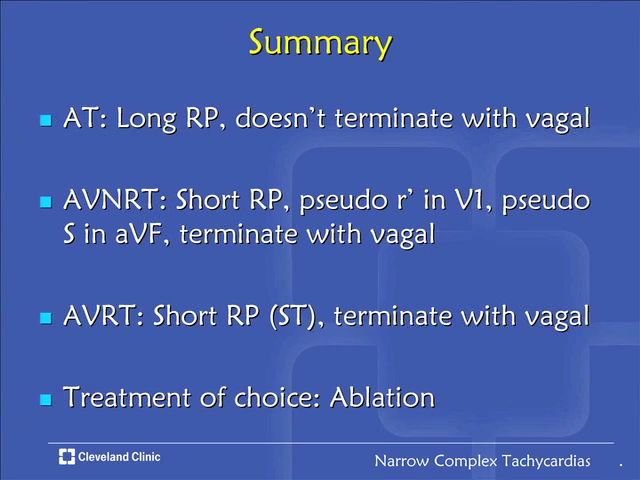 Summary
AT: Long RP, doesn't terminate with vagal
AVNRT: Short RP, pseudo r' in V1, pseudo
S in aVF, terminate with vagal
AVRT: Short RP (ST), terminate with vagal
Treatment of choice: Ablation
Cleveland Clinic
Narrow Complex Tachycardias .